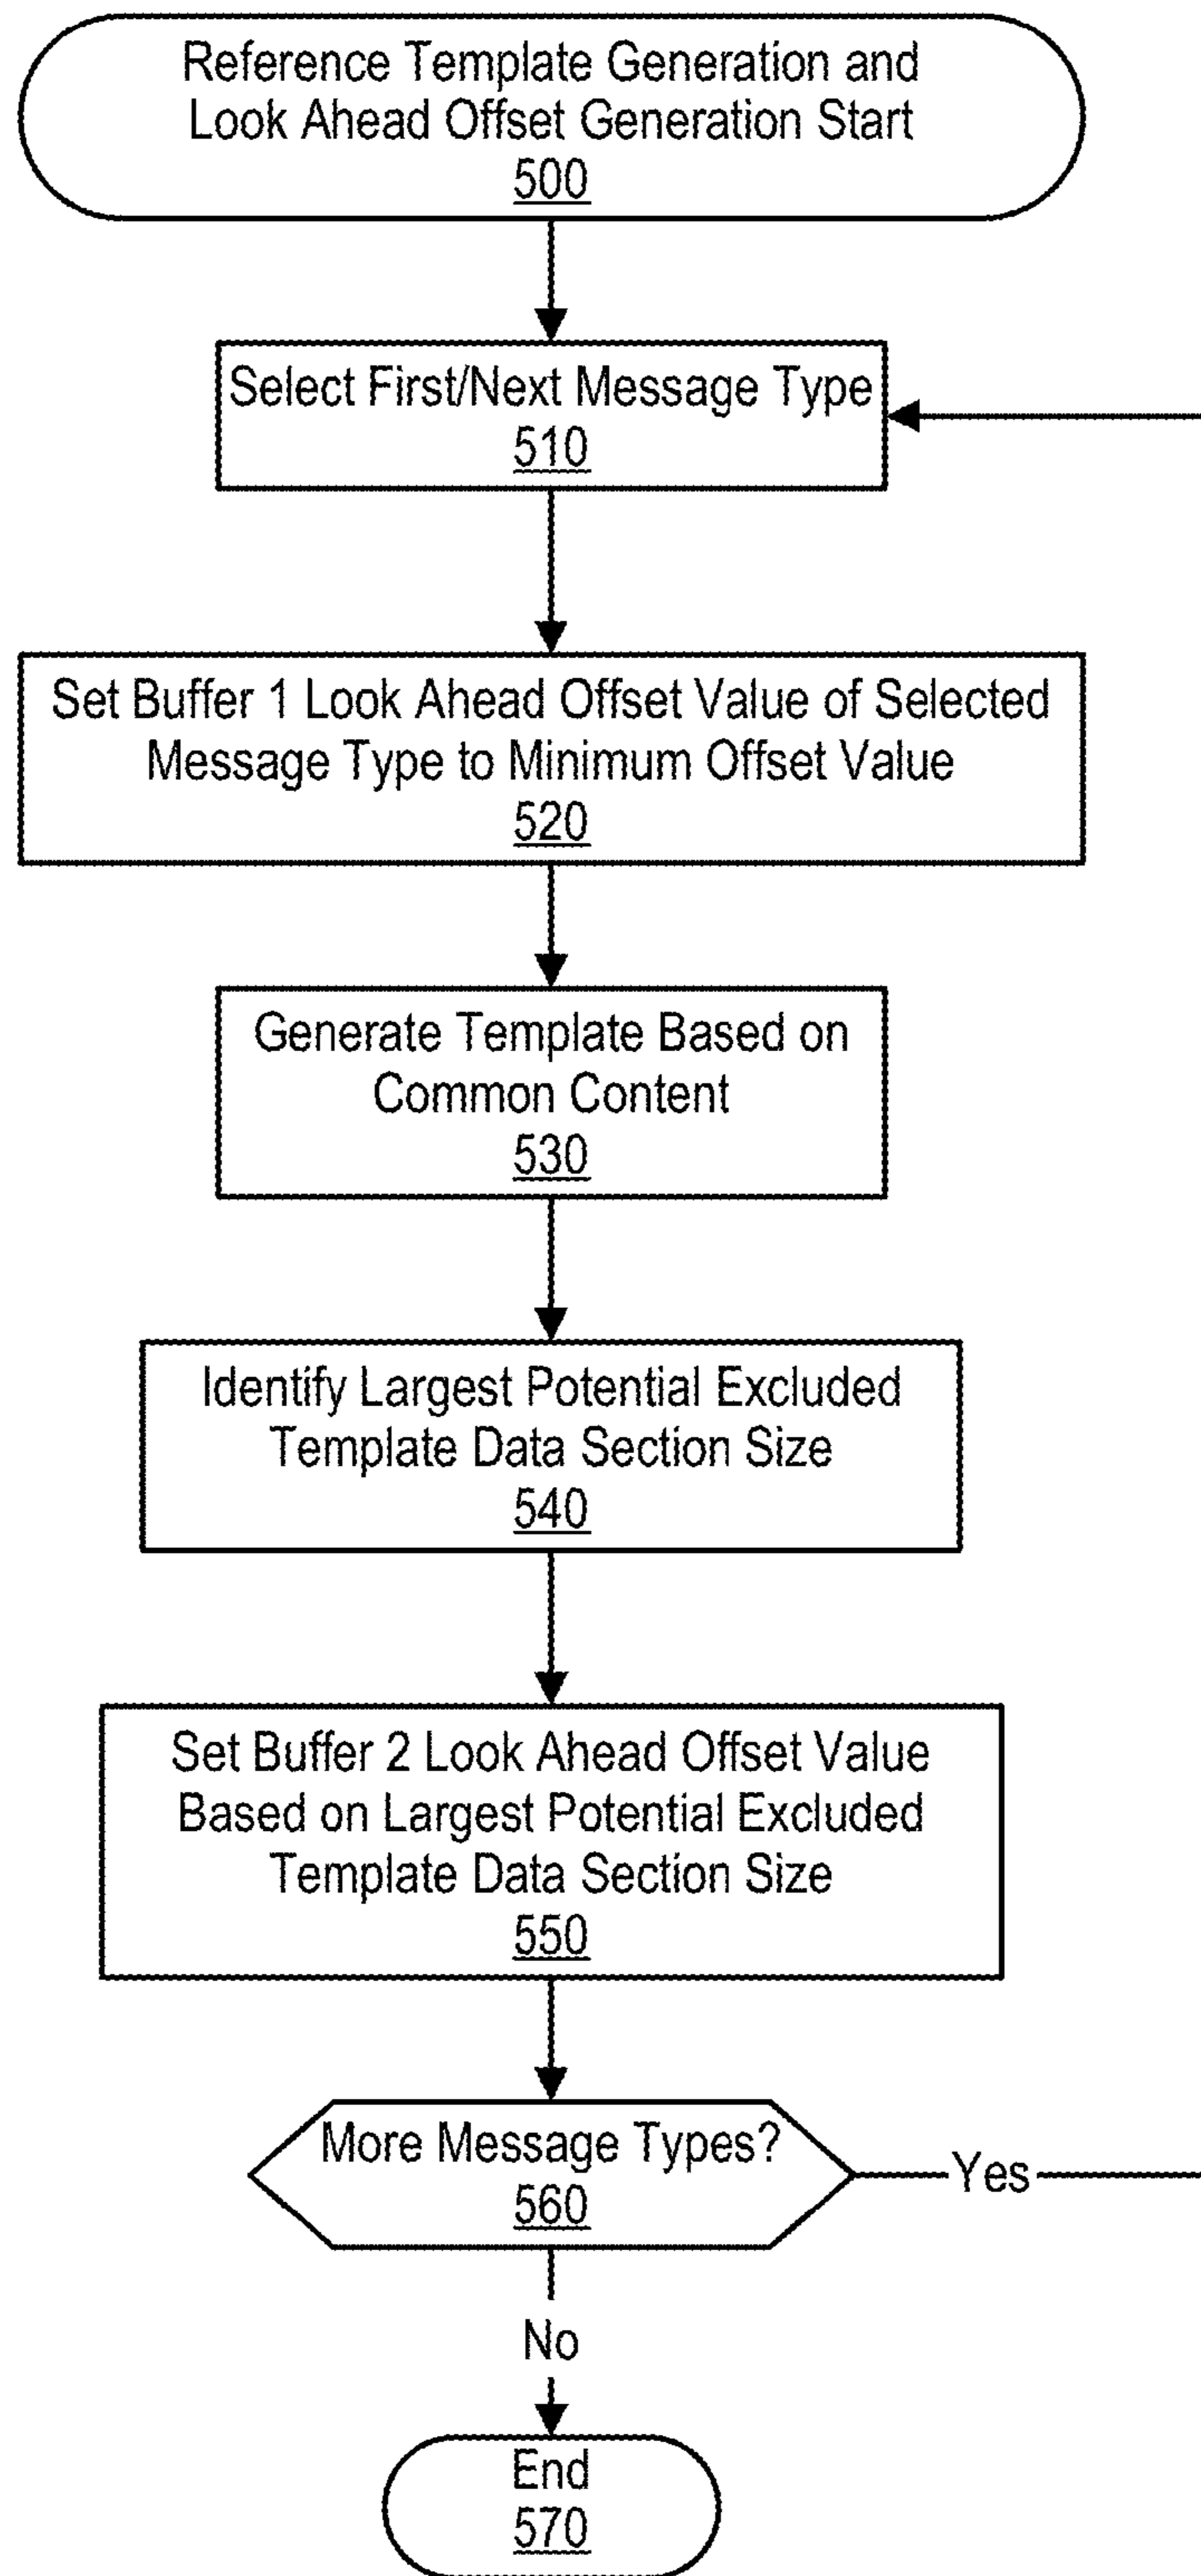 Reference Template Generation and
Look Ahead Offset Generation Start
500
Select First/Next Message Type
510
Set Buffer 1 Look Ahead Offset Value of Selected
Message Type to Minimum Offset Value
520
Generate Template Based on
Common Content
530
Identify Largest Potential Excluded
Template Data Section Size
540
Set Buffer 2 Look Ahead Offset Value
Based on Largest Potential Excluded
Template Data Section Size
550
More Message Types?
560
Yes
No
End
570